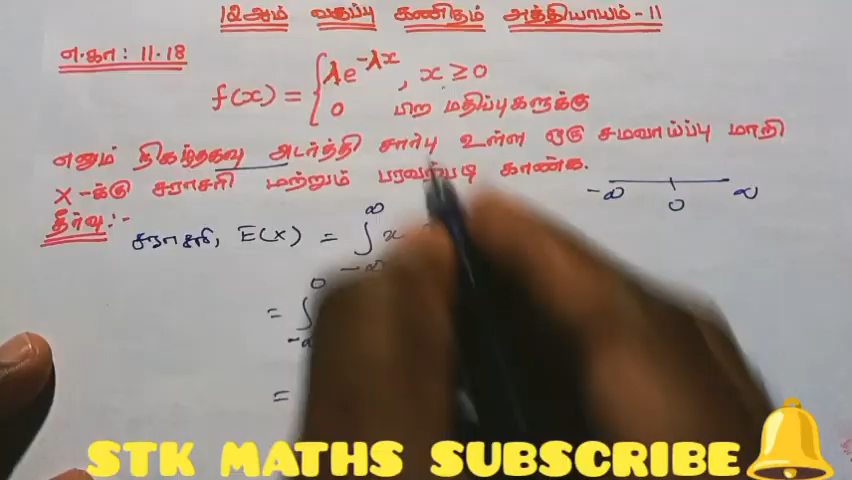 12ஆம் வகுப்பு கணிதம் அத்தியாயம் - 11
எ.கா : 11.18
f(x) = { λe^{-λx} , x ≥ 0
0 பிற மதிப்புகளுக்கு
எனும் நிகழ்தகவு அடர்த்தி சார்பு உள்ள ஒரு சமவாய்ப்பு மாறி
X-க்கு சராசரி மற்றும் பரவற்படி காண்க.
-∞ 0 ∞
தீர்வு :-
சராசரி, E(X) = ∫_{-∞}^{∞} x
= ∫_{-∞}^{0}
=
STK MATHS SUBSCRIBE